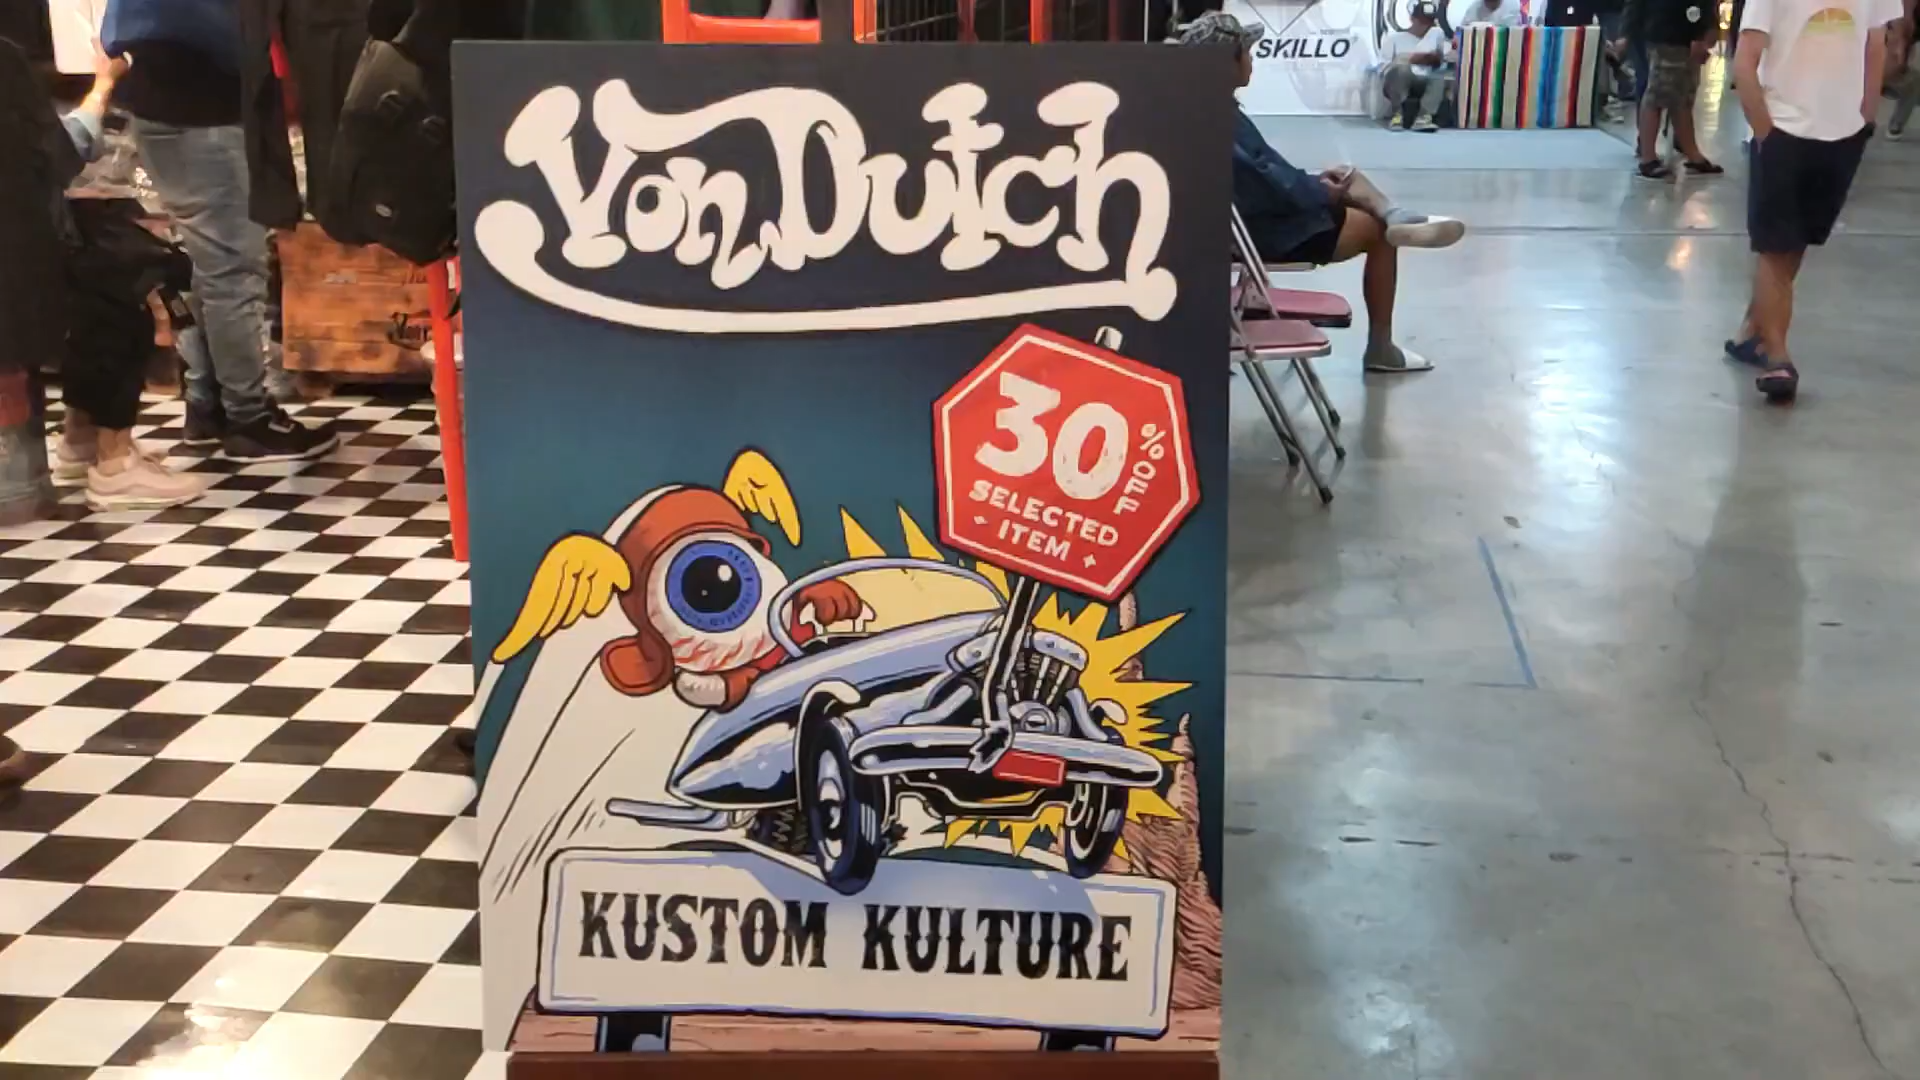 Von Dutch
30
% OFF
SELECTED
ITEM
KUSTOM KULTURE
SKILLO